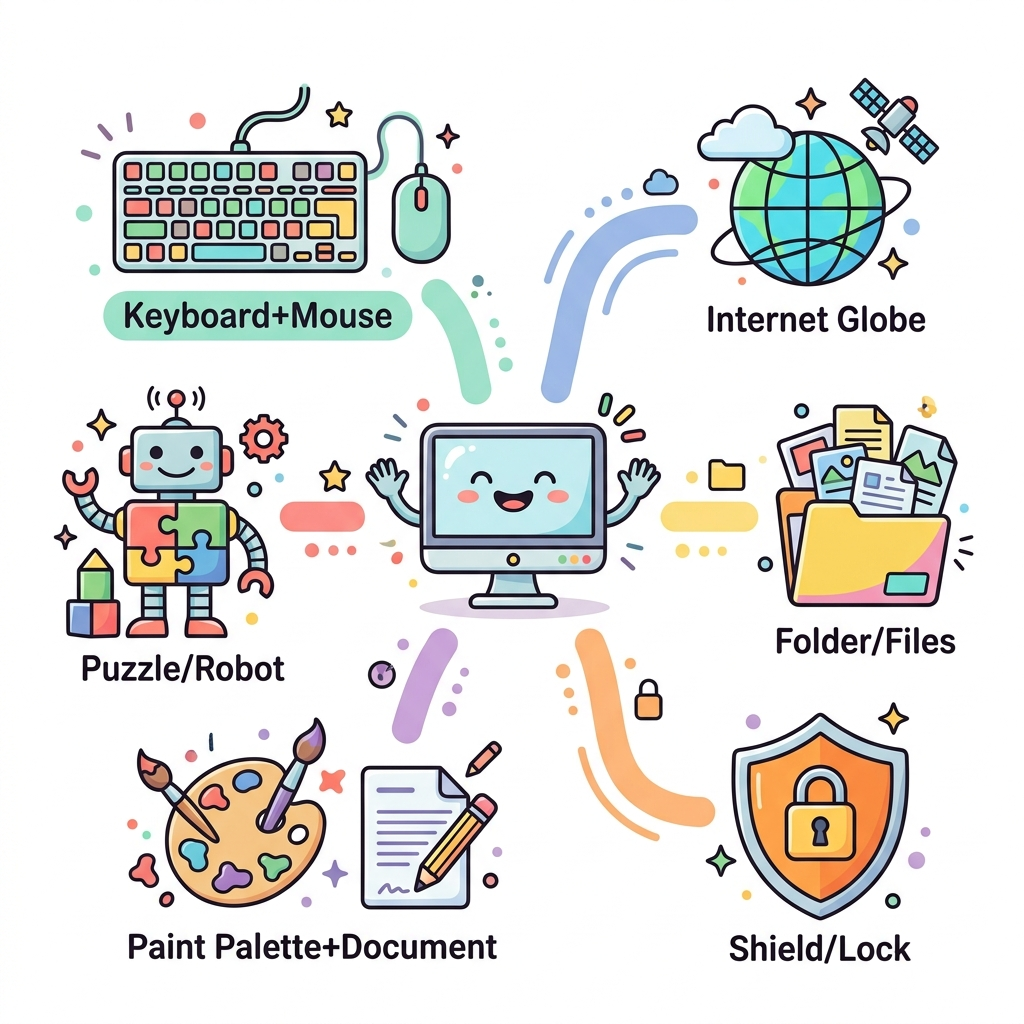 Keyboard+Mouse
Internet Globe
Puzzle/Robot
Folder/Files
Paint Palette+Document
Shield/Lock